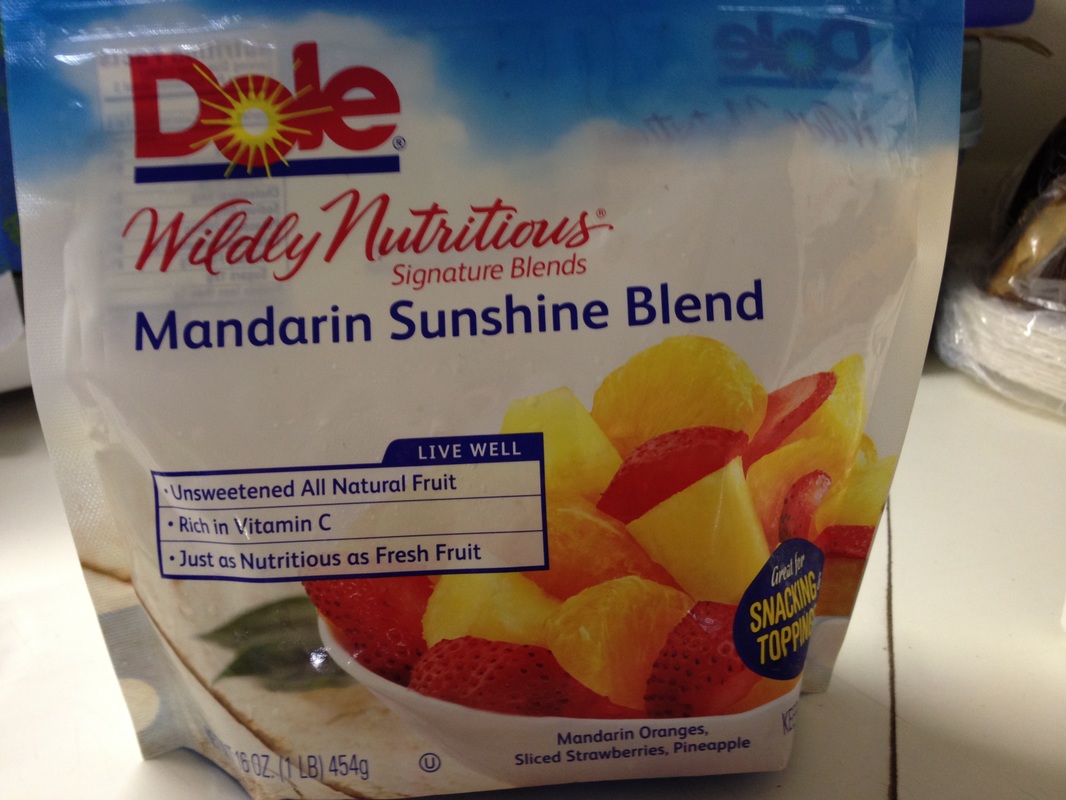 Dole®
Wildly Nutritious®
Signature Blends
Mandarin Sunshine Blend
LIVE WELL
• Unsweetened All Natural Fruit
• Rich in Vitamin C
• Just as Nutritious as Fresh Fruit
Great for
SNACKING &
TOPPING
Mandarin Oranges,
Sliced Strawberries, Pineapple
16 OZ. (1 LB) 454g
U